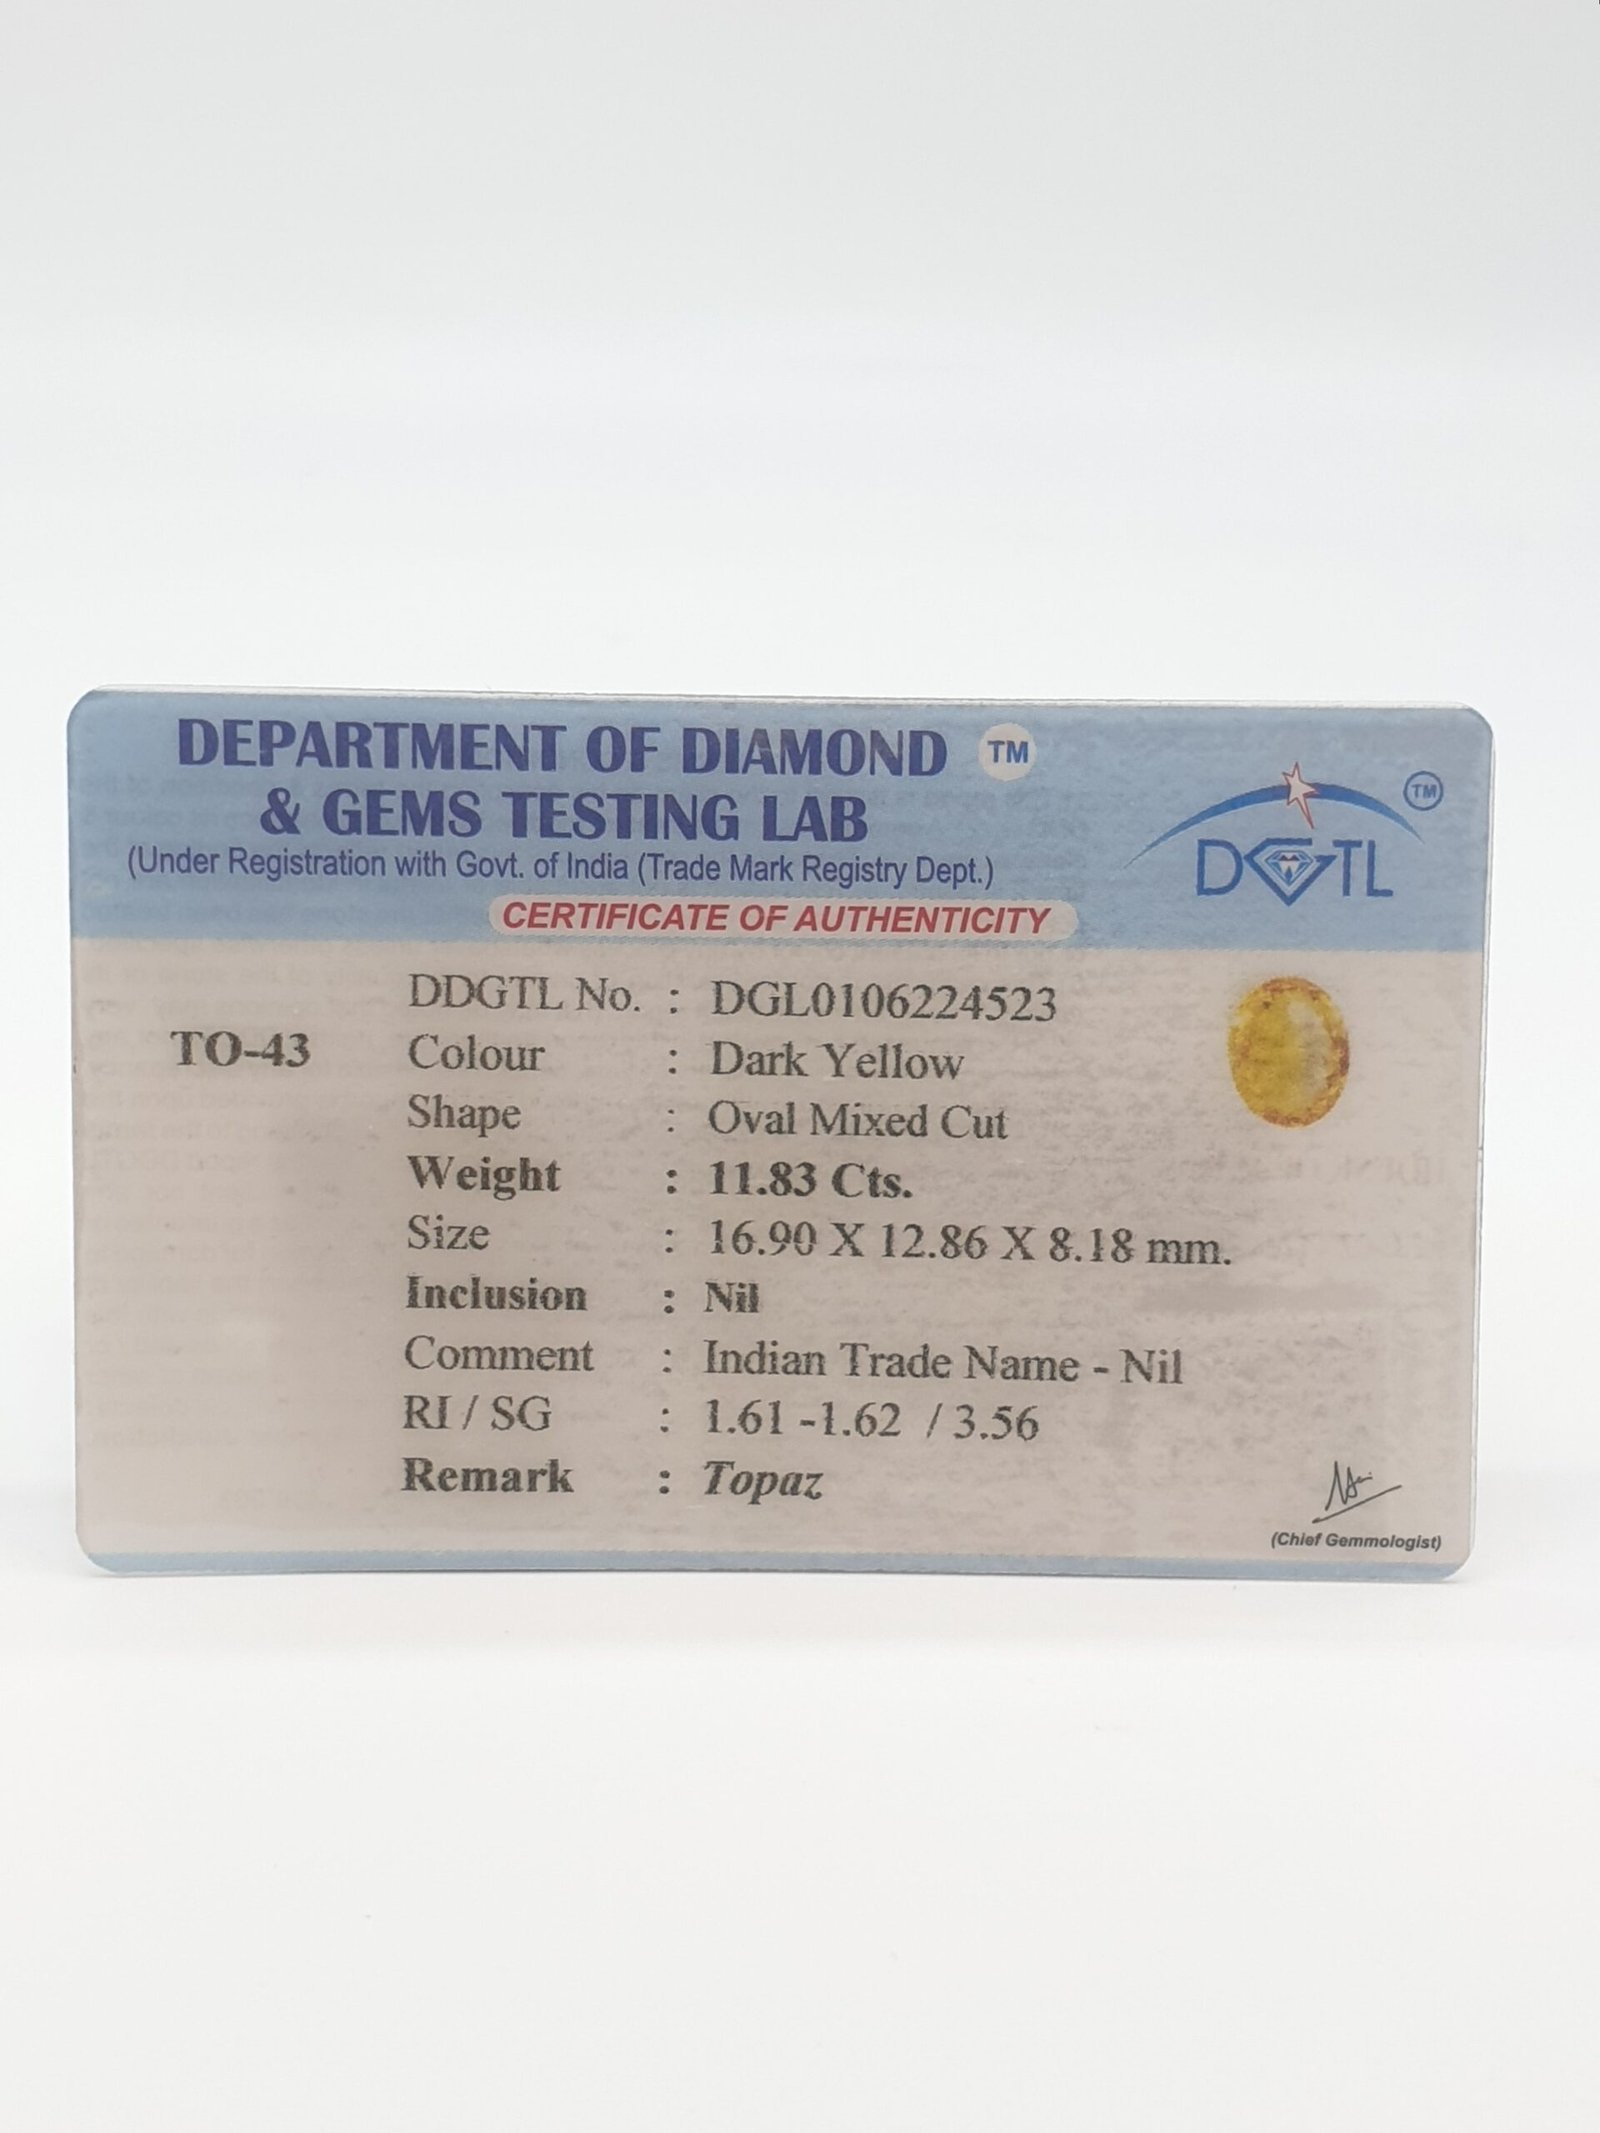 DEPARTMENT OF DIAMOND TM
& GEMS TESTING LAB
(Under Registration with Govt. of India (Trade Mark Registry Dept.)
CERTIFICATE OF AUTHENTICITY
DGTL TM
TO-43
DDGTL No. : DGL0106224523
Colour : Dark Yellow
Shape : Oval Mixed Cut
Weight : 11.83 Cts.
Size : 16.90 X 12.86 X 8.18 mm.
Inclusion : Nil
Comment : Indian Trade Name - Nil
RI / SG : 1.61 -1.62 / 3.56
Remark : Topaz
(Chief Gemmologist)